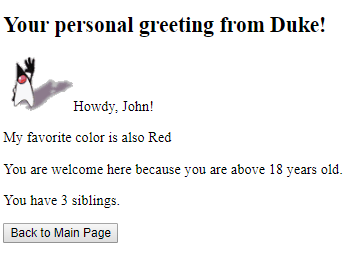 Your personal greeting from Duke!
Howdy, John!
My favorite color is also Red
You are welcome here because you are above 18 years old.
You have 3 siblings.
Back to Main Page